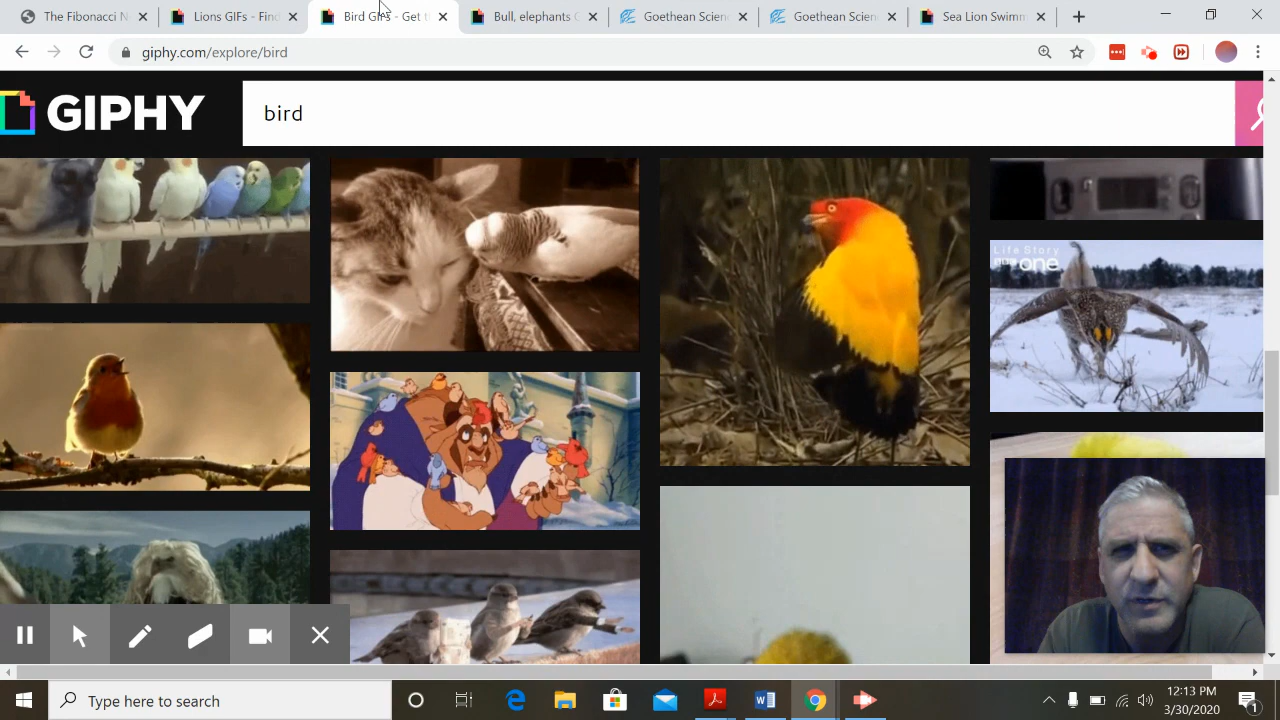 The Fibonacci N
Lions GIFs - Find
Bird GIFs - Get t
Bull, elephants G
Goethean Scien
Goethean Scien
Sea Lion Swimm
giphy.com/explore/bird
GIPHY
bird
Life Story
one
Type here to search
12:13 PM
3/30/2020
1